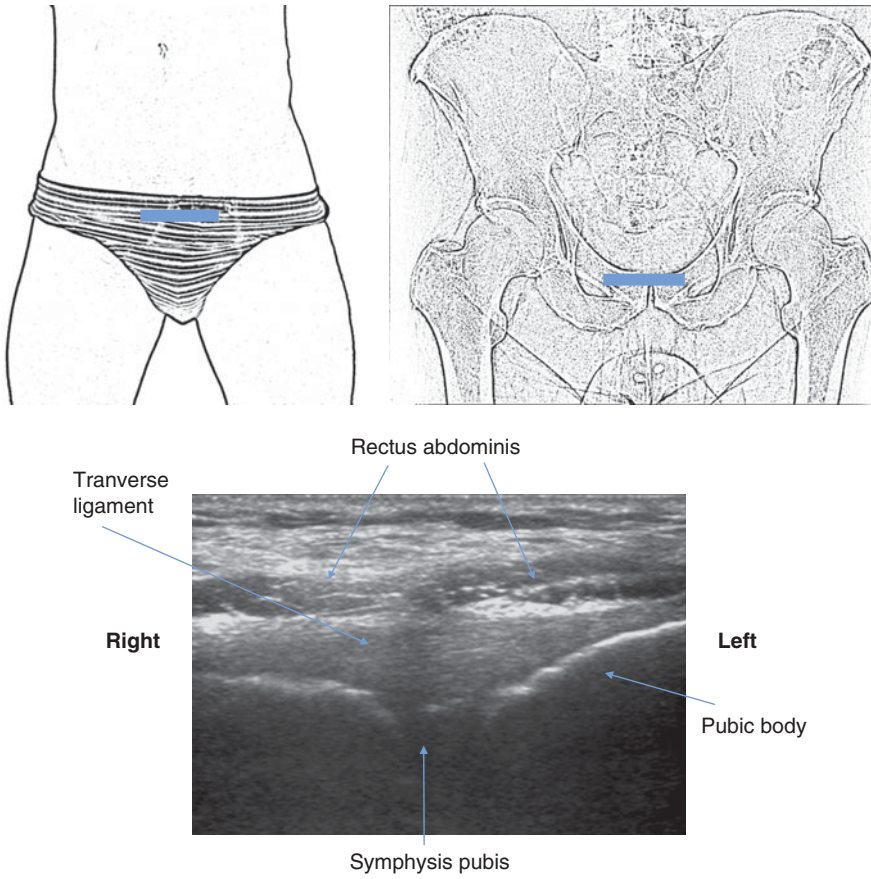 Rectus abdominis
Tranverse
ligament
Right
Left
Pubic body
Symphysis pubis